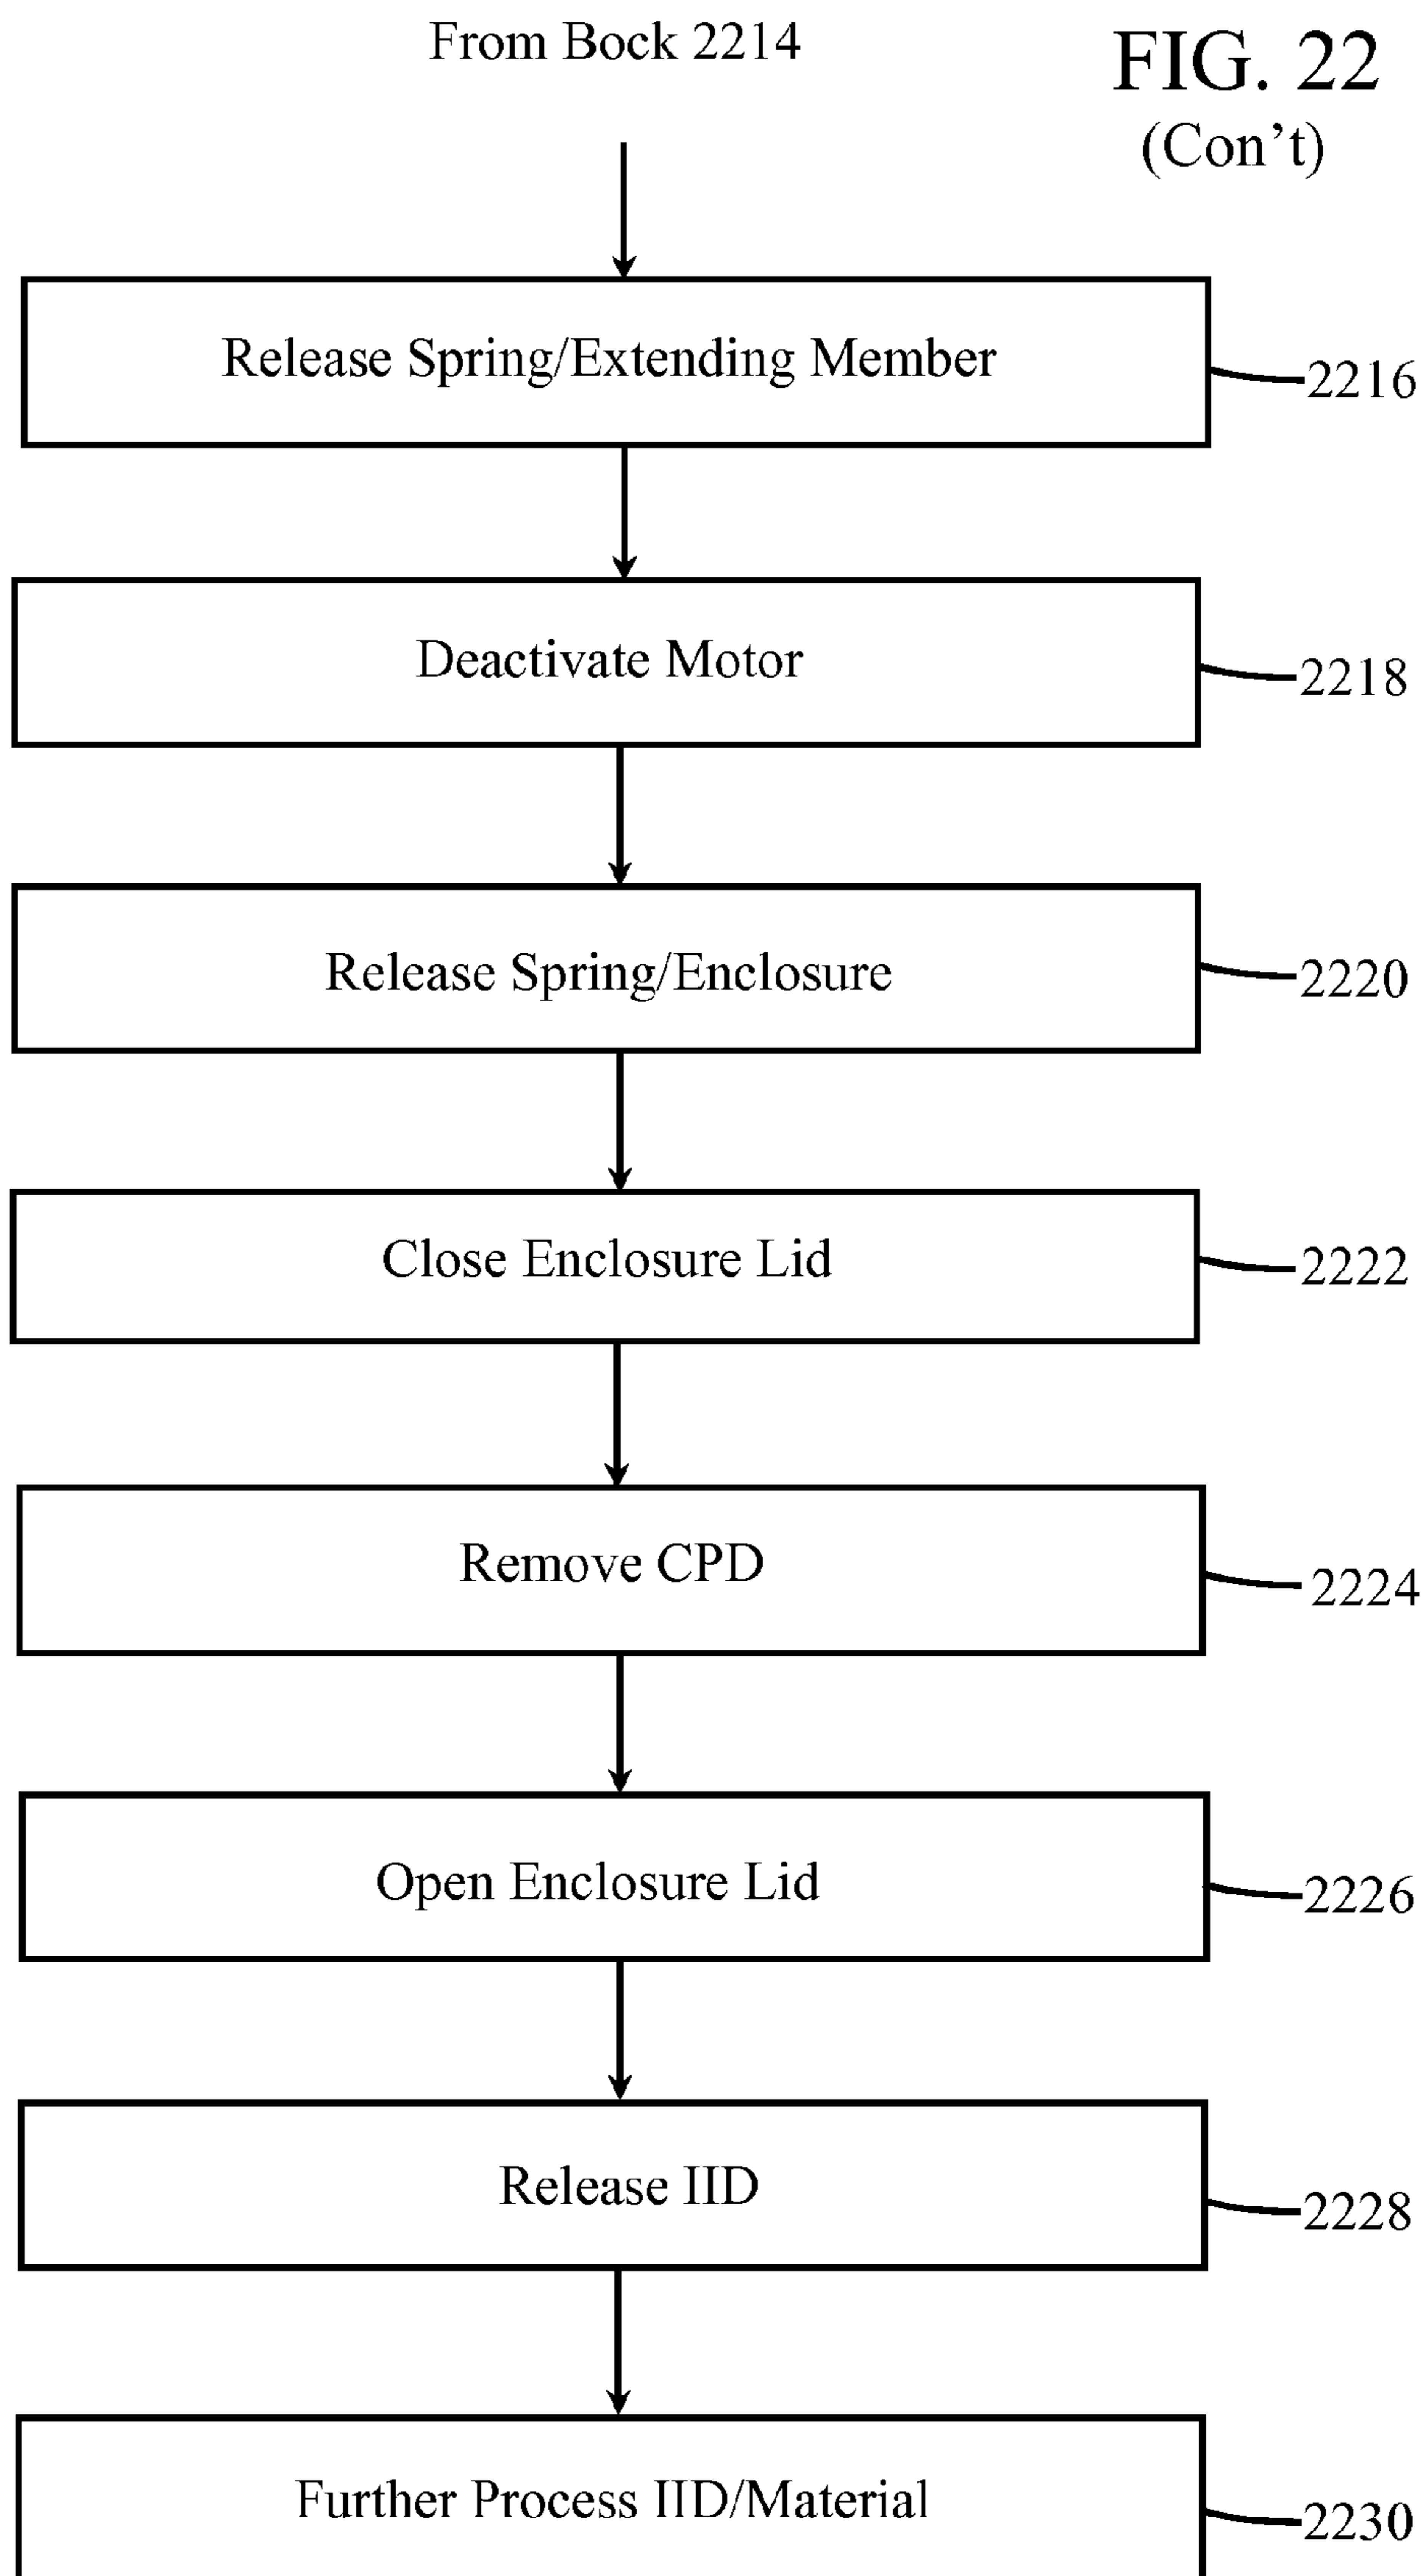 From Bock 2214
FIG. 22
(Con't)
Release Spring/Extending Member
2216
Deactivate Motor
2218
Release Spring/Enclosure
2220
Close Enclosure Lid
2222
Remove CPD
2224
Open Enclosure Lid
2226
Release IID
2228
Further Process IID/Material
2230